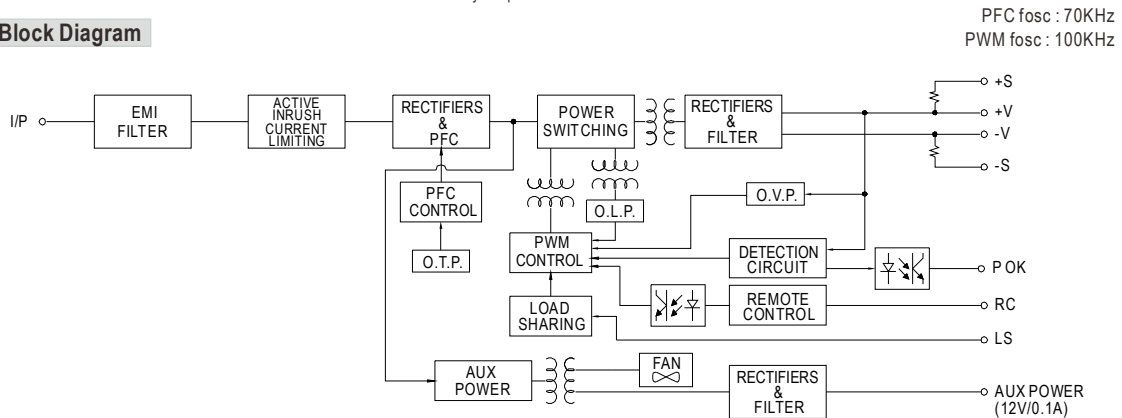 PFC fosc : 70KHz
Block Diagram
PWM fosc : 100KHz
I/P
EMI
FILTER
ACTIVE
INRUSH
CURRENT
LIMITING
RECTIFIERS
&
PFC
POWER
SWITCHING
RECTIFIERS
&
FILTER
+S
+V
-V
-S
PFC
CONTROL
O.T.P.
O.L.P.
O.V.P.
PWM
CONTROL
DETECTION
CIRCUIT
P OK
LOAD
SHARING
REMOTE
CONTROL
RC
LS
AUX
POWER
FAN
RECTIFIERS
&
FILTER
AUX POWER
(12V/0.1A)